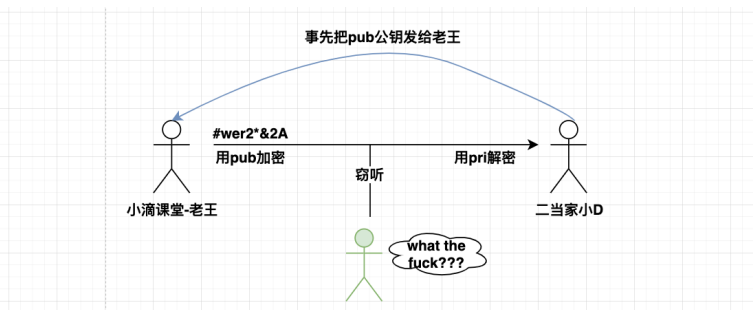 事先把pub公钥发给老王
#wer2*&2A
用pub加密
用pri解密
窃听
小滴课堂-老王
二当家小D
what the
fuck???